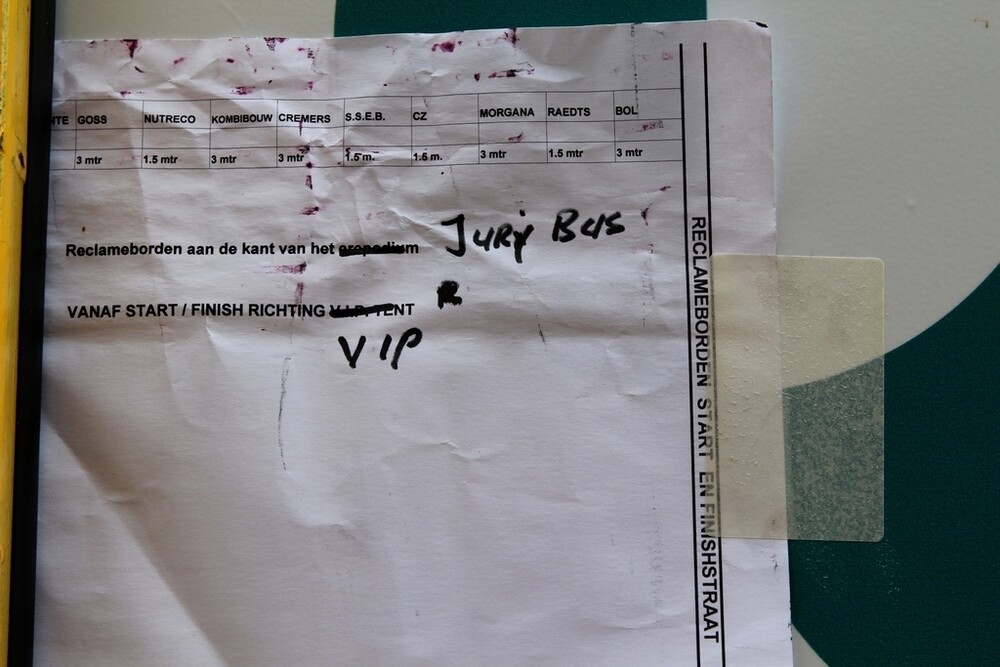 NTE GOSS NUTRECO KOMBIBOUW CREMERS S.S.E.B. CZ MORGANA RAEDTS BOL
3 mtr 1.5 mtr 3 mtr 3 mtr 1.5 m. 1.5 m. 3 mtr 1.5 mtr 3 mtr
Reclameborden aan de kant van het erepodium Jury Bus
VANAF START / FINISH RICHTING V.I.P. TENT
VIP
RECLAMEBORDEN START EN FINISHSTRAAT